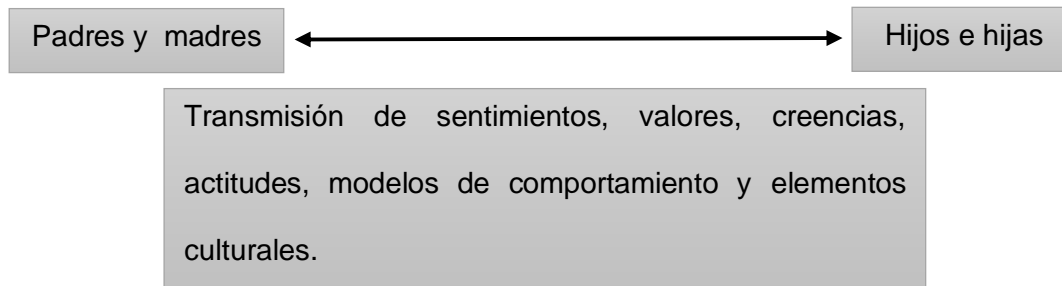 Padres y madres
Hijos e hijas
Transmisión de sentimientos, valores, creencias,
actitudes, modelos de comportamiento y elementos
culturales.